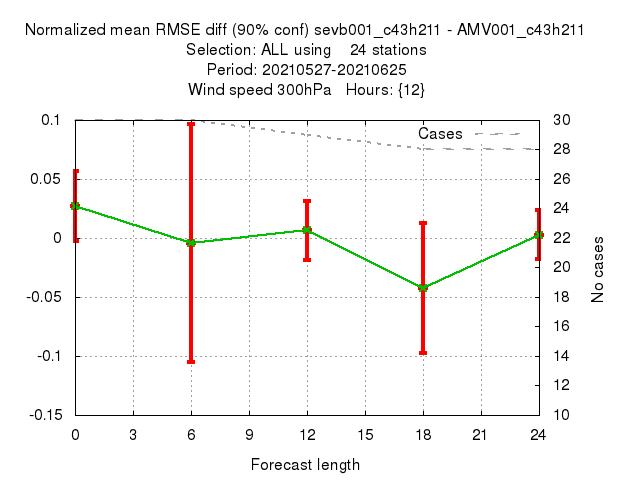 Normalized mean RMSE diff (90% conf) sevb001_c43h211 - AMV001_c43h211
Selection: ALL using 24 stations
Period: 20210527-20210625
Wind speed 300hPa Hours: {12}
Cases
0.1
0.05
0
-0.05
-0.1
-0.15
30
28
26
24
22
20
18
16
14
12
10
No cases
0 3 6 9 12 15 18 21 24
Forecast length